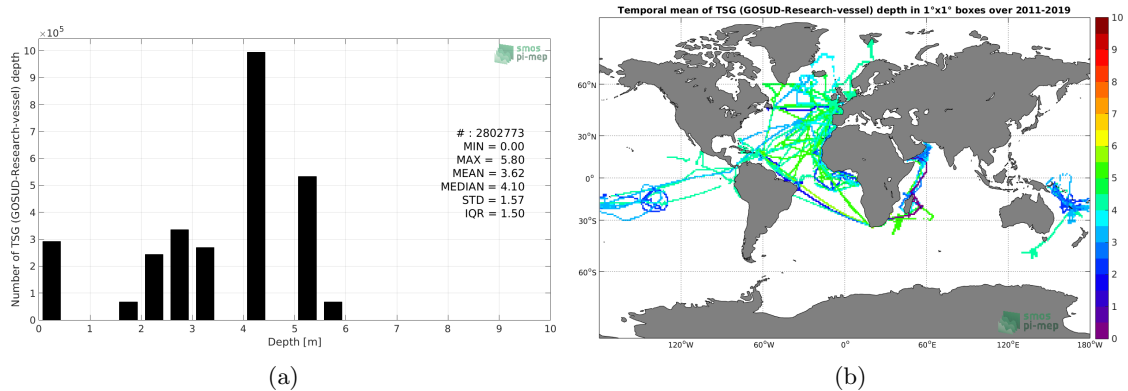 ×10⁵
10
9
8
7
6
5
4
3
2
1
0
Number of TSG (GOSUD-Research-vessel) depth
smos
pi-mep
# : 2802773
MIN = 0.00
MAX = 5.80
MEAN = 3.62
MEDIAN = 4.10
STD = 1.57
IQR = 1.50
0 1 2 3 4 5 6 7 8 9 10
Depth [m]
(a)
Temporal mean of TSG (GOSUD-Research-vessel) depth in 1°x1° boxes over 2011-2019
60°N
30°N
15°N
0°
15°S
30°S
60°S
120°W 60°W 0° 60°E 120°E 180°W
smos
pi-mep
10
9
8
7
6
5
4
3
2
1
0
(b)